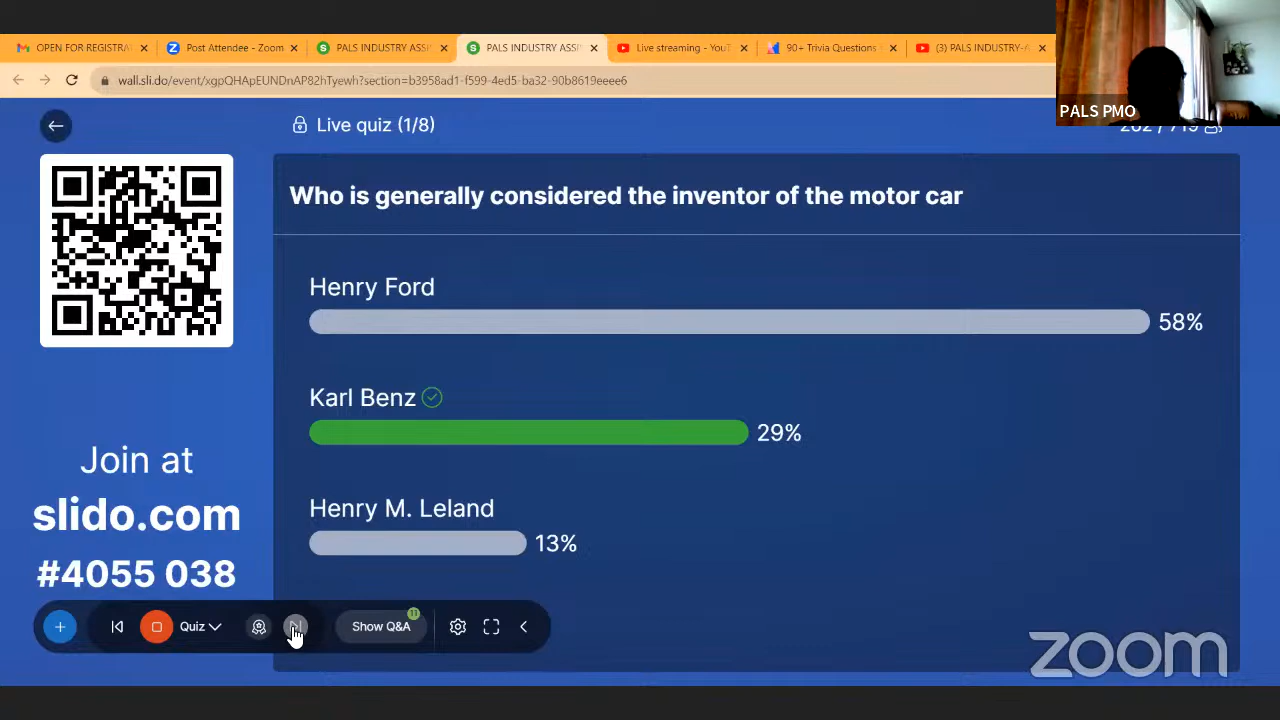 OPEN FOR REGISTRA
Post Attendee - Zoom
PALS INDUSTRY ASSI
PALS INDUSTRY ASSI
Live streaming - YouT
90+ Trivia Questions
(3) PALS INDUSTRY-A
wall.sli.do/event/xgpQHApEUNDnAP82hTyewh?section=b3958ad1-f599-4ed5-ba32-90b8619eeee6
PALS PMO
Live quiz (1/8)
Who is generally considered the inventor of the motor car
Henry Ford
58%
Karl Benz
29%
Henry M. Leland
13%
Join at
slido.com
#4055 038
Quiz
Show Q&A
11
zoom